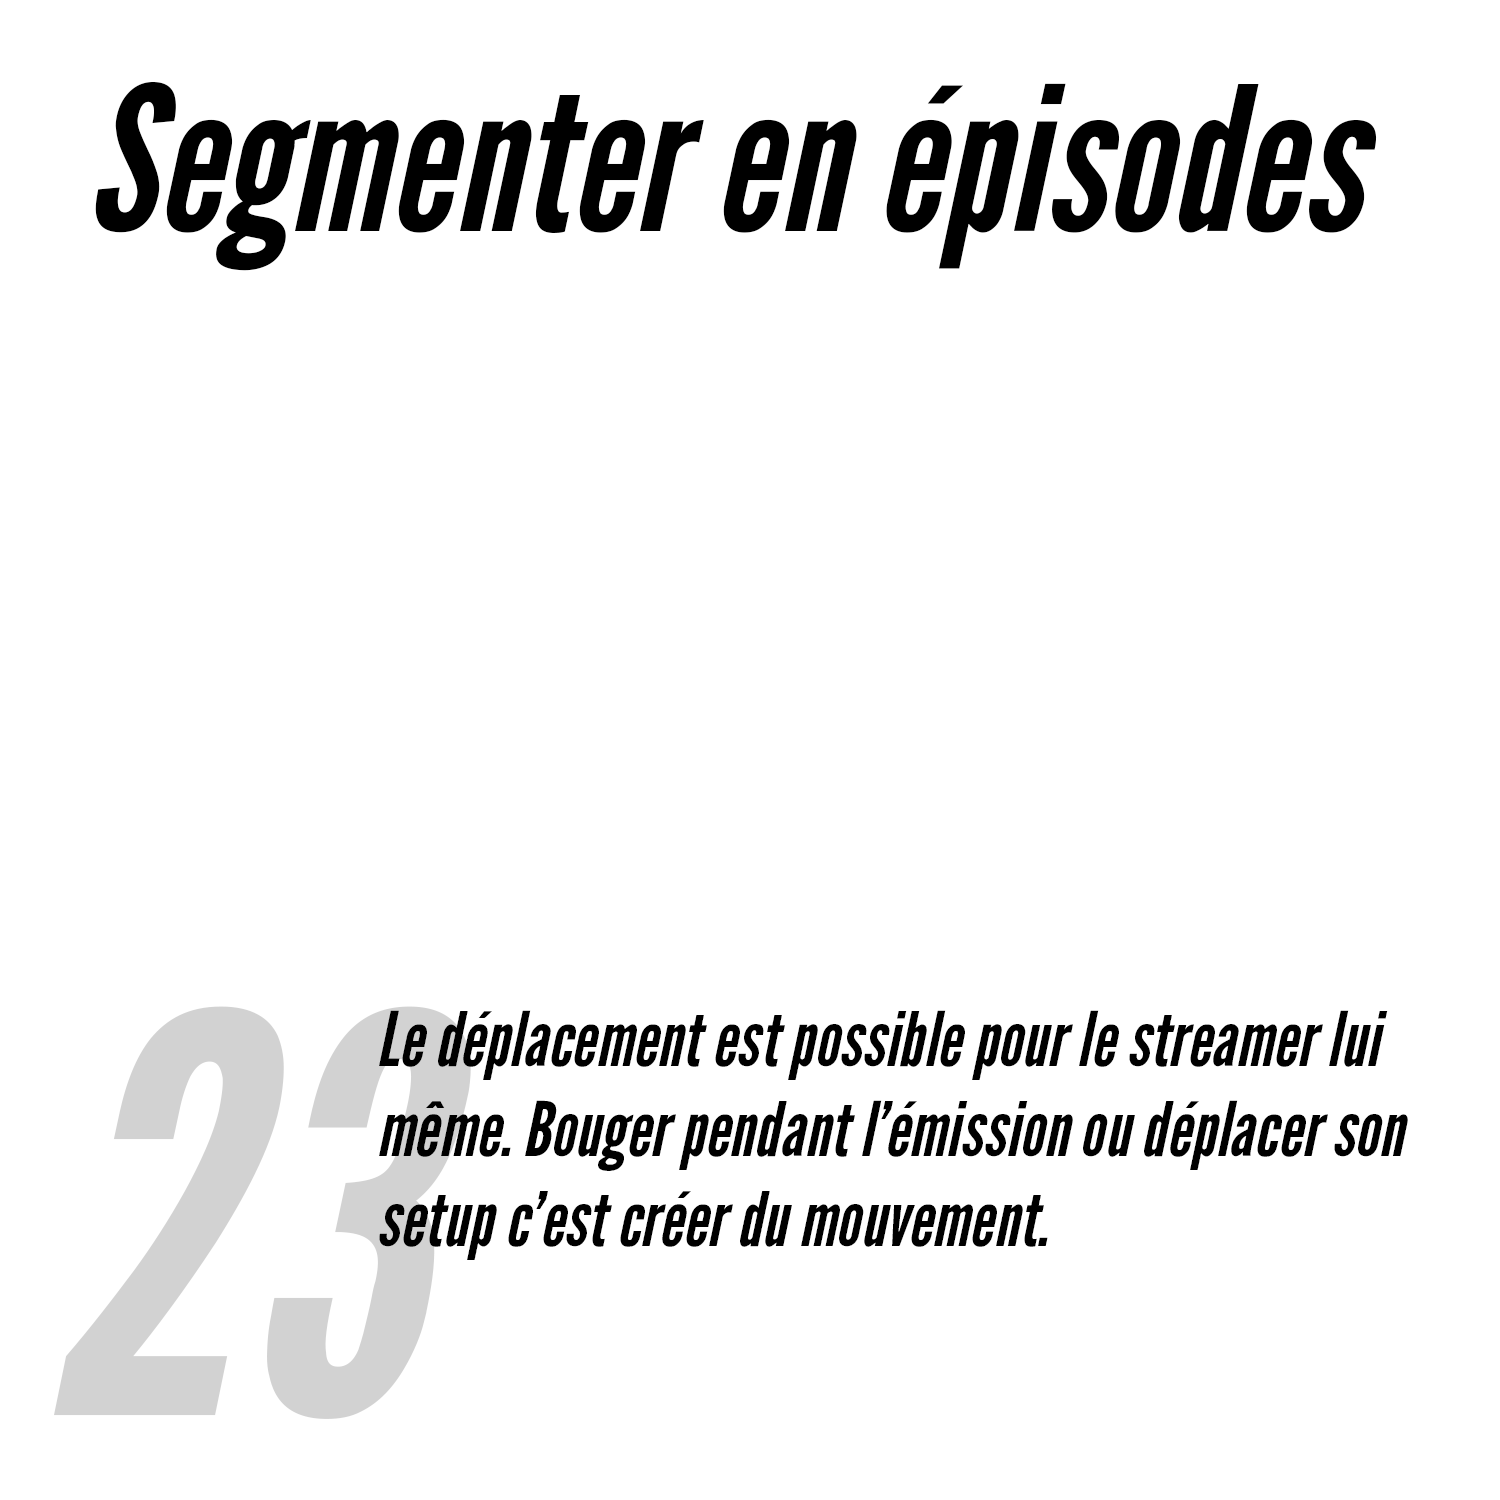 Segmenter en épisodes
23
Le déplacement est possible pour le streamer lui
même. Bouger pendant l’émission ou déplacer son
setup c’est créer du mouvement.